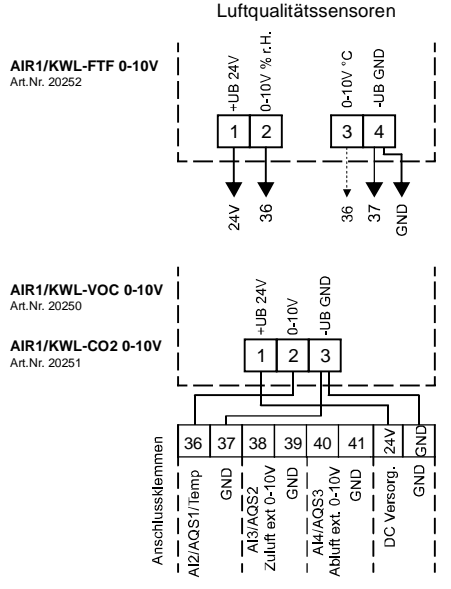 Luftqualitätssensoren
AIR1/KWL-FTF 0-10V
Art.Nr. 20252
+UB 24V
0-10V % r.H.
0-10V °C
-UB GND
1 2 3 4
24V
36
36
37
GND
AIR1/KWL-VOC 0-10V
Art.Nr. 20250
AIR1/KWL-CO2 0-10V
Art.Nr. 20251
+UB 24V
0-10V
-UB GND
1 2 3
Anschlussklemmen
36 37 38 39 40 41 24V GND
AI2/AQS1/Temp
GND
AI3/AQS2
Zuluft ext 0-10V
GND
AI4/AQS3
Abluft ext. 0-10V
GND
DC Versorg.
GND